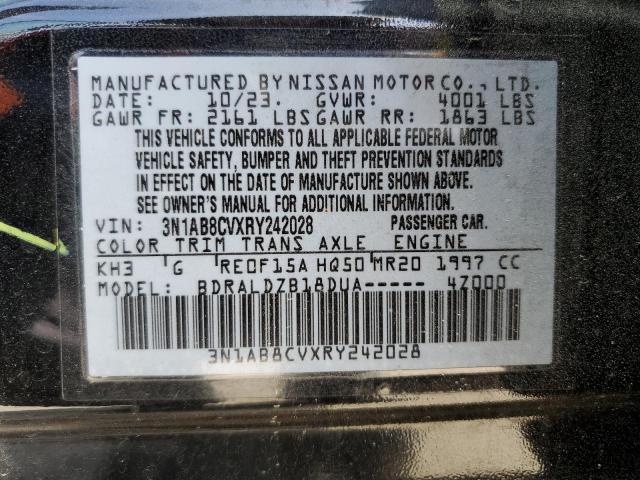 MANUFACTURED BY NISSAN MOTOR CO., LTD.
DATE: 10/23. GVWR: 4001 LBS
GAWR FR: 2161 LBS GAWR RR: 1863 LBS
THIS VEHICLE CONFORMS TO ALL APPLICABLE FEDERAL MOTOR
VEHICLE SAFETY, BUMPER AND THEFT PREVENTION STANDARDS
IN EFFECT ON THE DATE OF MANUFACTURE SHOWN ABOVE.
SEE OWNER'S MANUAL FOR ADDITIONAL INFORMATION.
VIN: 3N1AB8CVXRY242028 PASSENGER CAR.
COLOR TRIM TRANS AXLE ENGINE
KH3 G RE0F15A HQ50 MR20 1997 CC
MODEL: BDRALDZB18DUA----- 4Z000
3N1AB8CVXRY242028